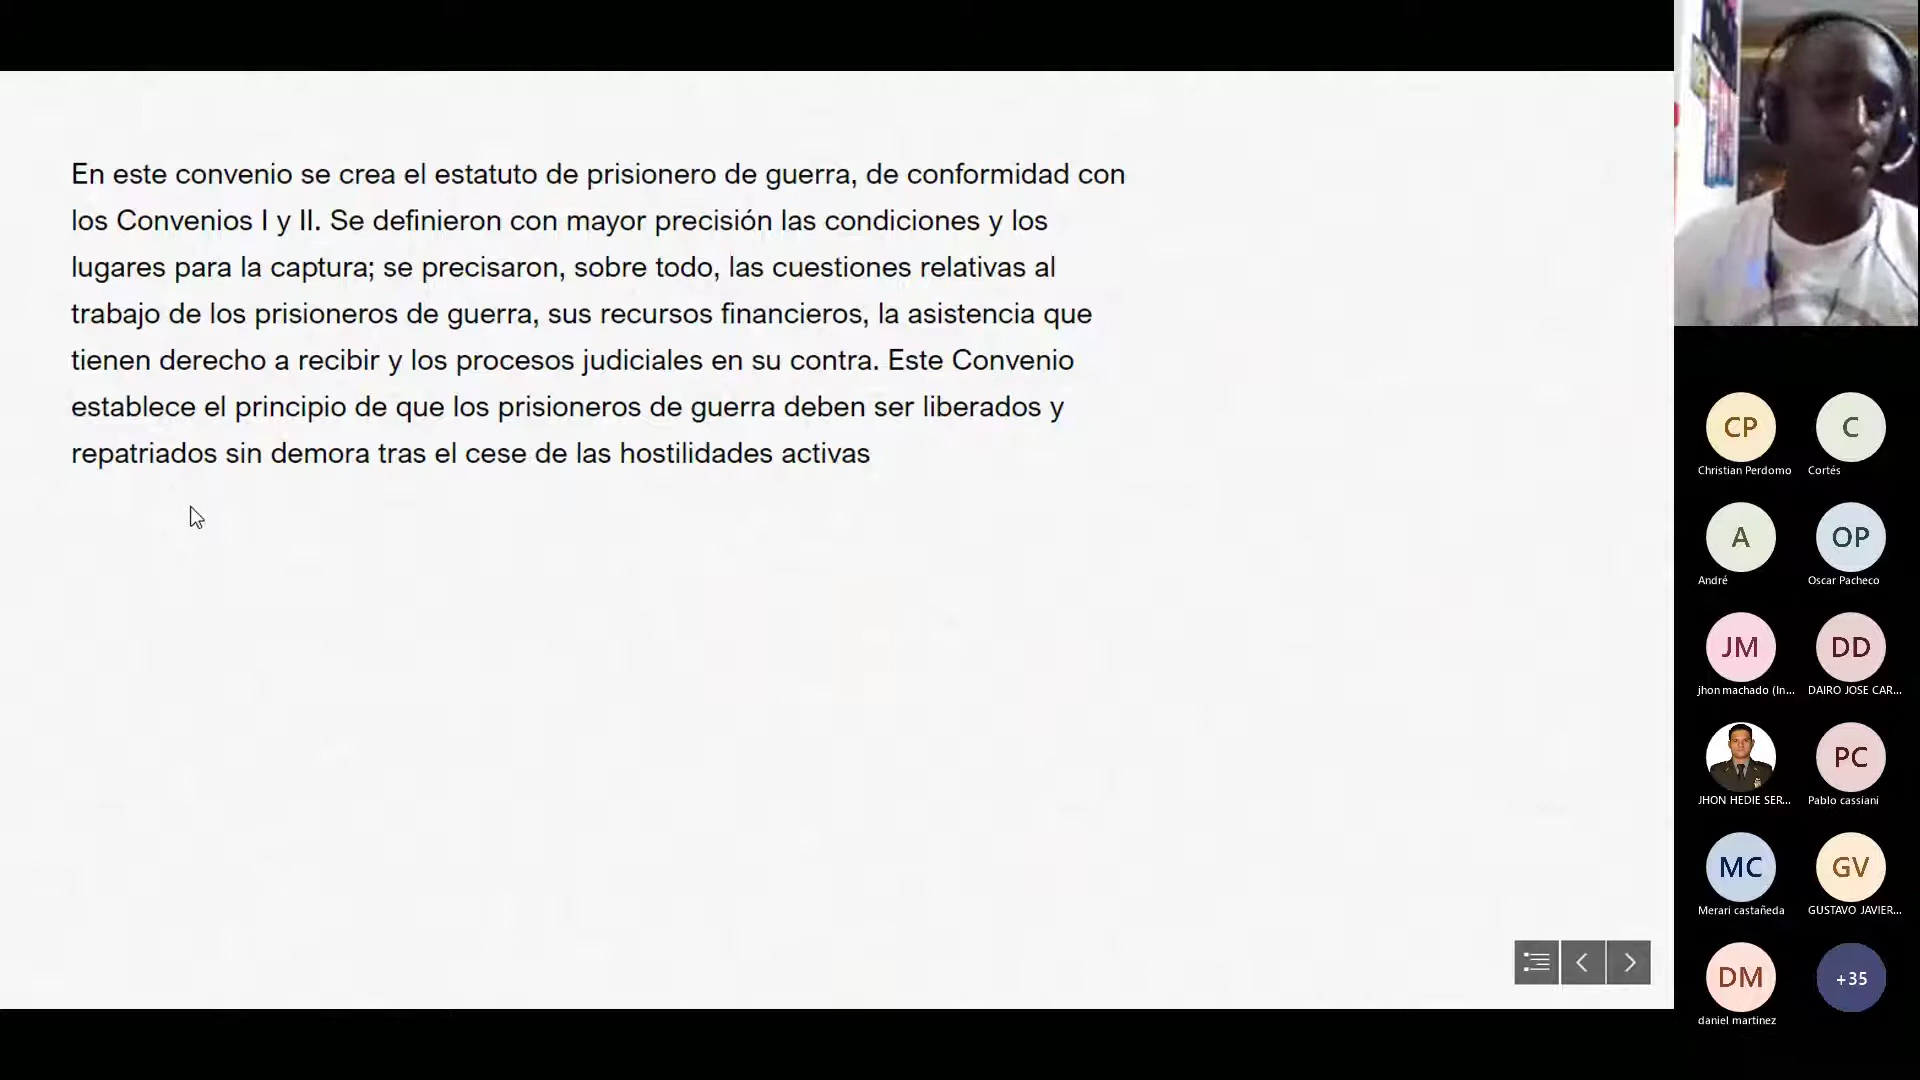 En este convenio se crea el estatuto de prisionero de guerra, de conformidad con
los Convenios I y II. Se definieron con mayor precisión las condiciones y los
lugares para la captura; se precisaron, sobre todo, las cuestiones relativas al
trabajo de los prisioneros de guerra, sus recursos financieros, la asistencia que
tienen derecho a recibir y los procesos judiciales en su contra. Este Convenio
establece el principio de que los prisioneros de guerra deben ser liberados y
repatriados sin demora tras el cese de las hostilidades activas
CP
C
Christian Perdomo
Cortés
A
OP
André
Oscar Pacheco
JM
DD
jhon machado (In...
DAIRO JOSE CAR...
PC
JHON HEDIE SER...
Pablo cassiani
MC
GV
Merari castañeda
GUSTAVO JAVIER...
DM
+35
daniel martinez